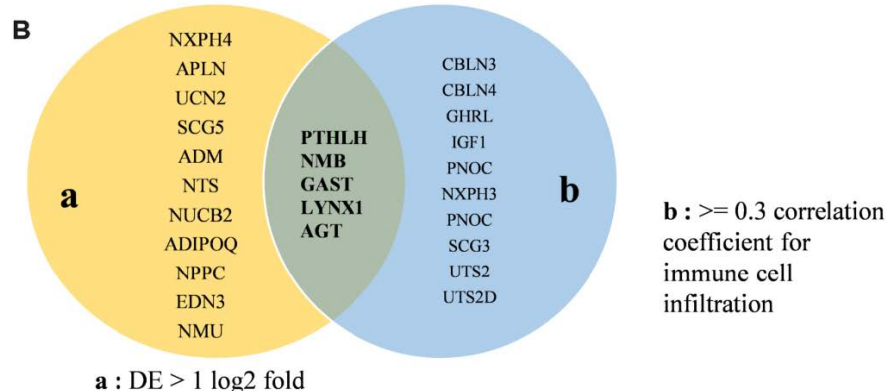 B
NXPH4
APLN
UCN2
SCG5
ADM
NTS
NUCB2
ADIPOQ
NPPC
EDN3
NMU
a
PTHLH
NMB
GAST
LYNX1
AGT
CBLN3
CBLN4
GHRL
IGF1
PNOC
NXPH3
PNOC
SCG3
UTS2
UTS2D
b
b : >= 0.3 correlation
coefficient for
immune cell
infiltration
a : DE > 1 log2 fold